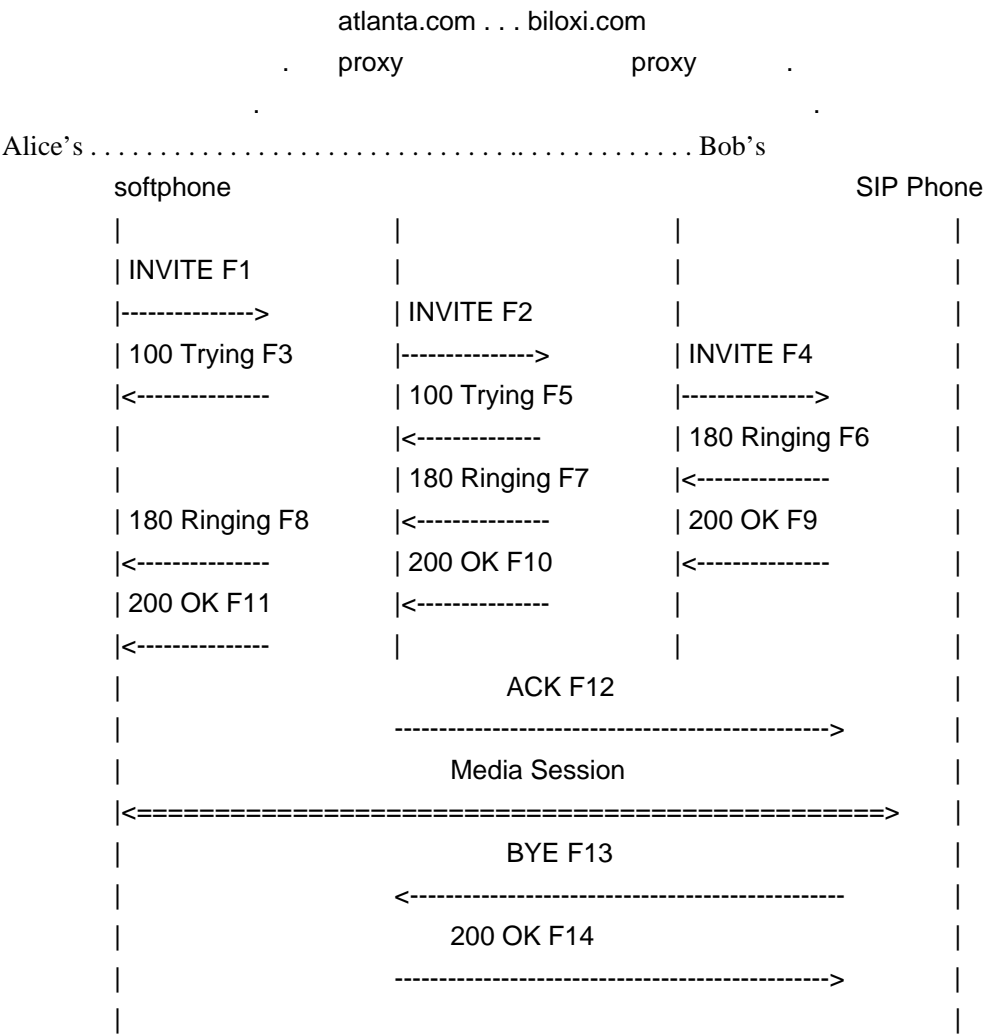 atlanta.com . . . biloxi.com
. proxy proxy .
. .
Alice’s . . . . . . . . . . . . . . . . . . . . . . . . . . . . . . .. . . . . . . . . . . . . . Bob’s
softphone SIP Phone
| | | |
| INVITE F1 | | |
|---------------> | INVITE F2 | |
| 100 Trying F3 |---------------> | INVITE F4 |
|<--------------- | 100 Trying F5 |---------------> |
| |<-------------- | 180 Ringing F6 |
| | 180 Ringing F7 |<--------------- |
| 180 Ringing F8 |<--------------- | 200 OK F9 |
|<--------------- | 200 OK F10 |<--------------- |
| 200 OK F11 |<--------------- | |
|<--------------- | | |
| ACK F12 |
| -------------------------------------------------> |
| Media Session |
|<================================================> |
| BYE F13 |
| <------------------------------------------------- |
| 200 OK F14 |
| -------------------------------------------------> |
| |